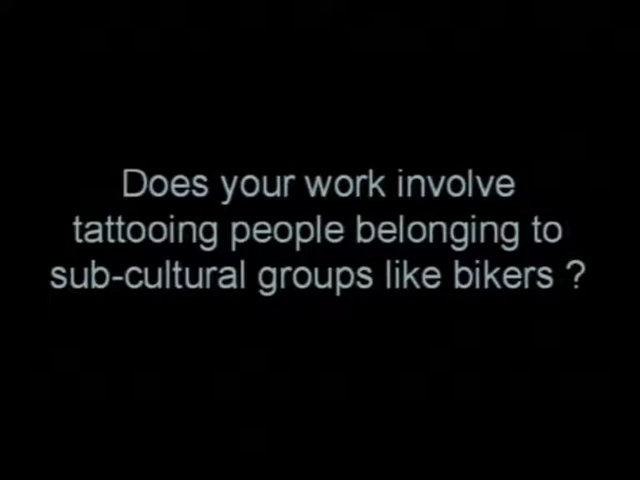 Does your work involve
tattooing people belonging to
sub-cultural groups like bikers ?